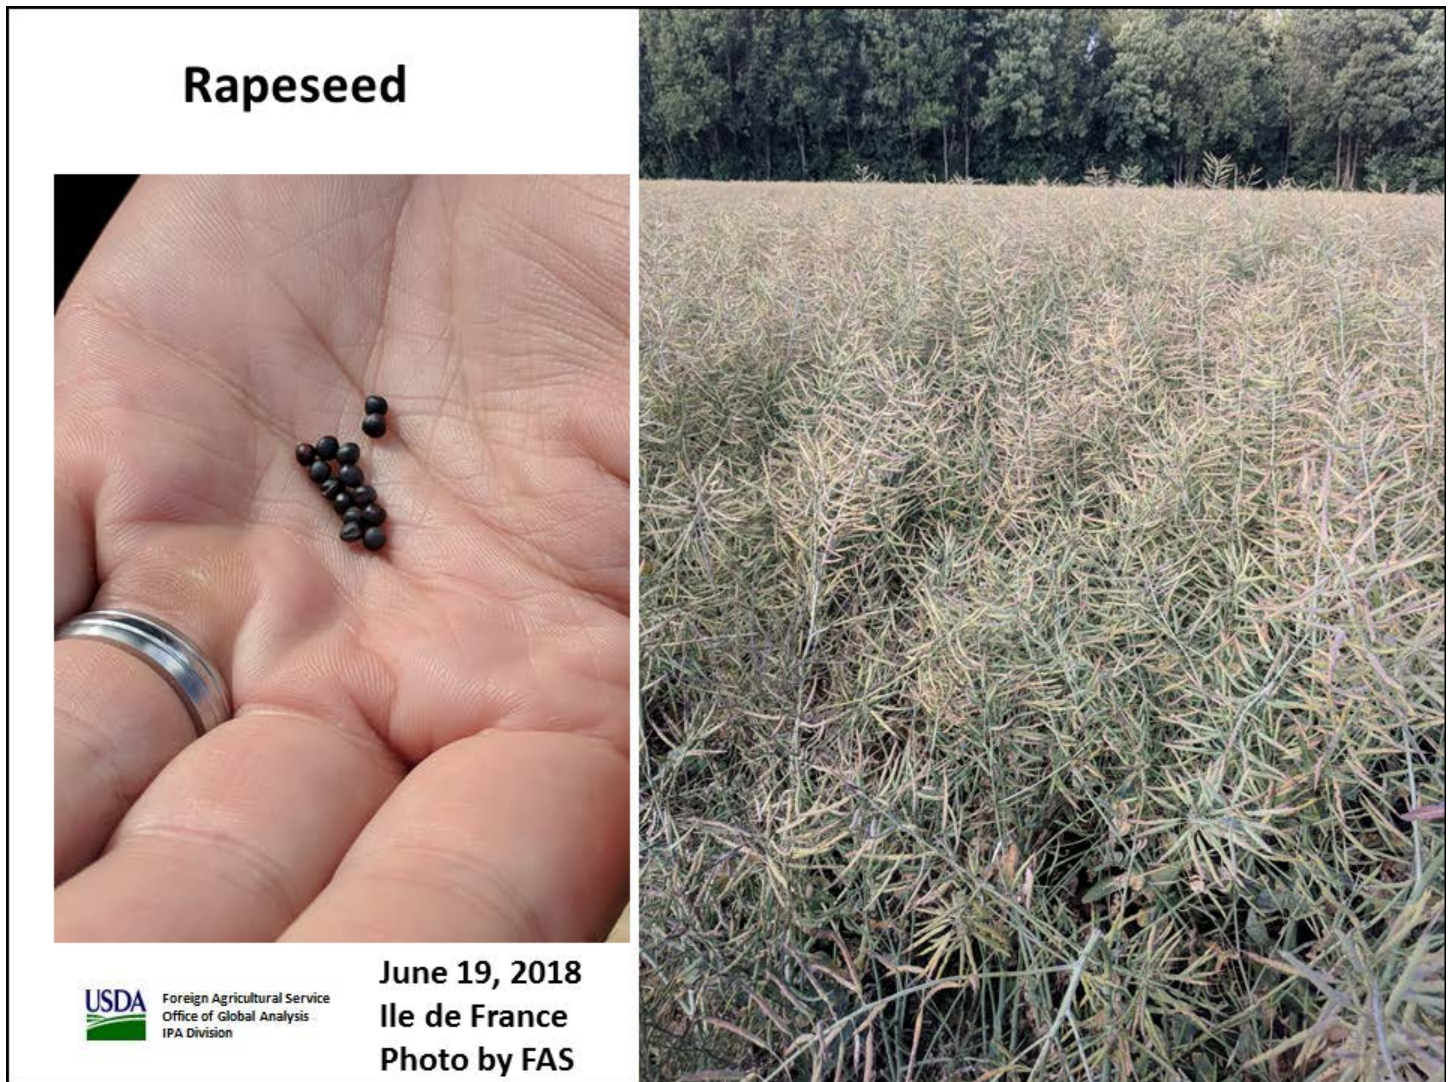 Rapeseed
USDA
Foreign Agricultural Service
Office of Global Analysis
IPA Division
June 19, 2018
Ile de France
Photo by FAS